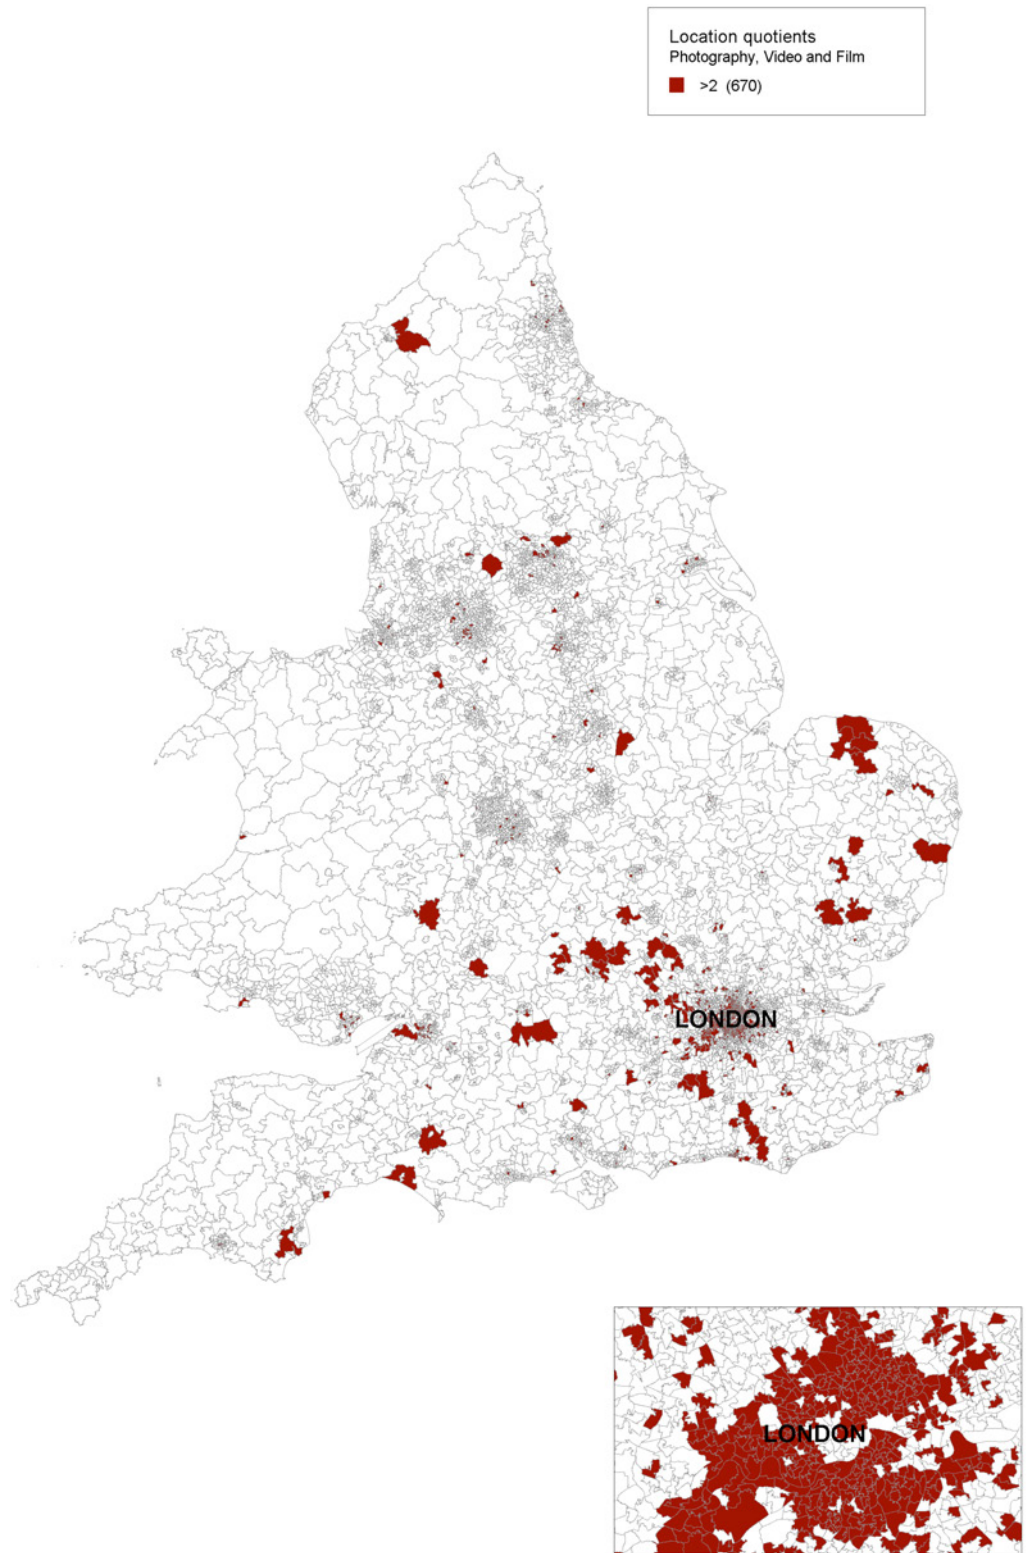 Location quotients
Photography, Video and Film
>2 (670)
LONDON
LONDON